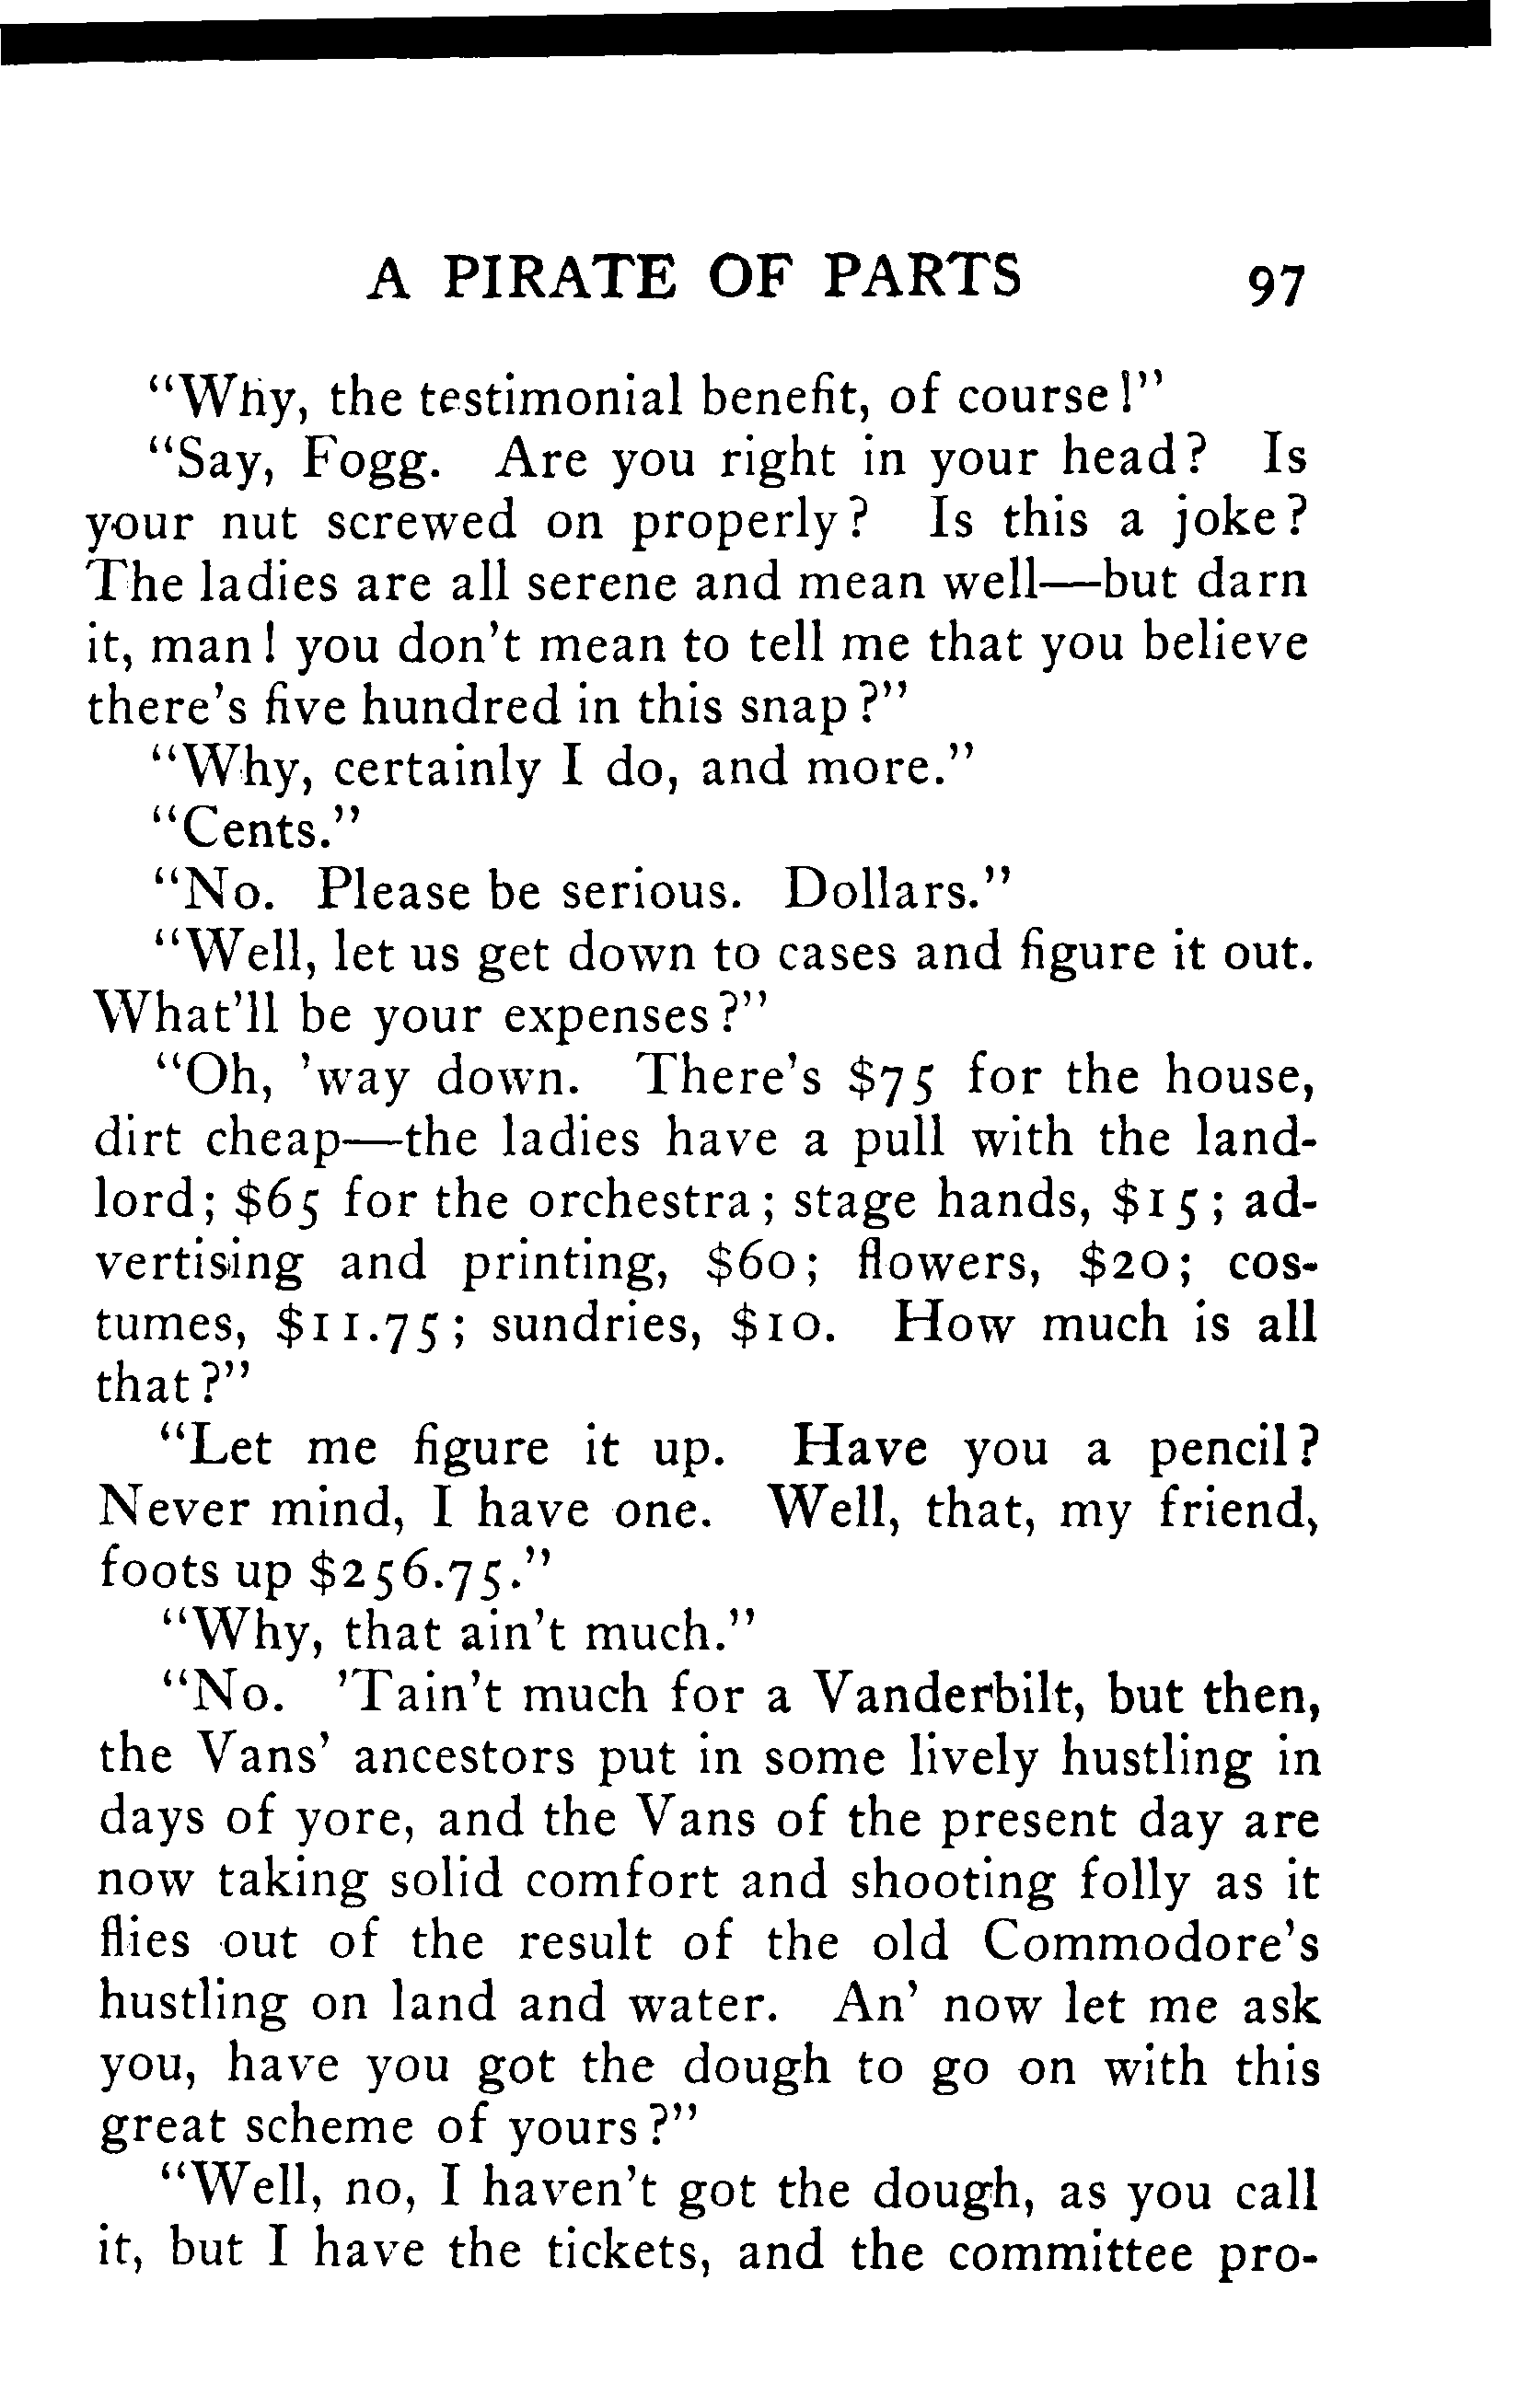 A PIRATE OF PARTS 97
“Why, the testimonial benefit, of course!”
“Say, Fogg. Are you right in your head? Is
your nut screwed on properly? Is this a joke?
The ladies are all serene and mean well—but darn
it, man! you don’t mean to tell me that you believe
there’s five hundred in this snap?”
“Why, certainly I do, and more.”
“Cents.”
“No. Please be serious. Dollars.”
“Well, let us get down to cases and figure it out.
What’ll be your expenses?”
“Oh, ’way down. There’s $75 for the house,
dirt cheap—the ladies have a pull with the land-
lord; $65 for the orchestra; stage hands, $15; ad-
vertising and printing, $60; flowers, $20; cos-
tumes, $11.75; sundries, $10. How much is all
that?”
“Let me figure it up. Have you a pencil?
Never mind, I have one. Well, that, my friend,
foots up $256.75.”
“Why, that ain’t much.”
“No. ’Tain’t much for a Vanderbilt, but then,
the Vans’ ancestors put in some lively hustling in
days of yore, and the Vans of the present day are
now taking solid comfort and shooting folly as it
flies out of the result of the old Commodore’s
hustling on land and water. An’ now let me ask
you, have you got the dough to go on with this
great scheme of yours?”
“Well, no, I haven’t got the dough, as you call
it, but I have the tickets, and the committee pro-